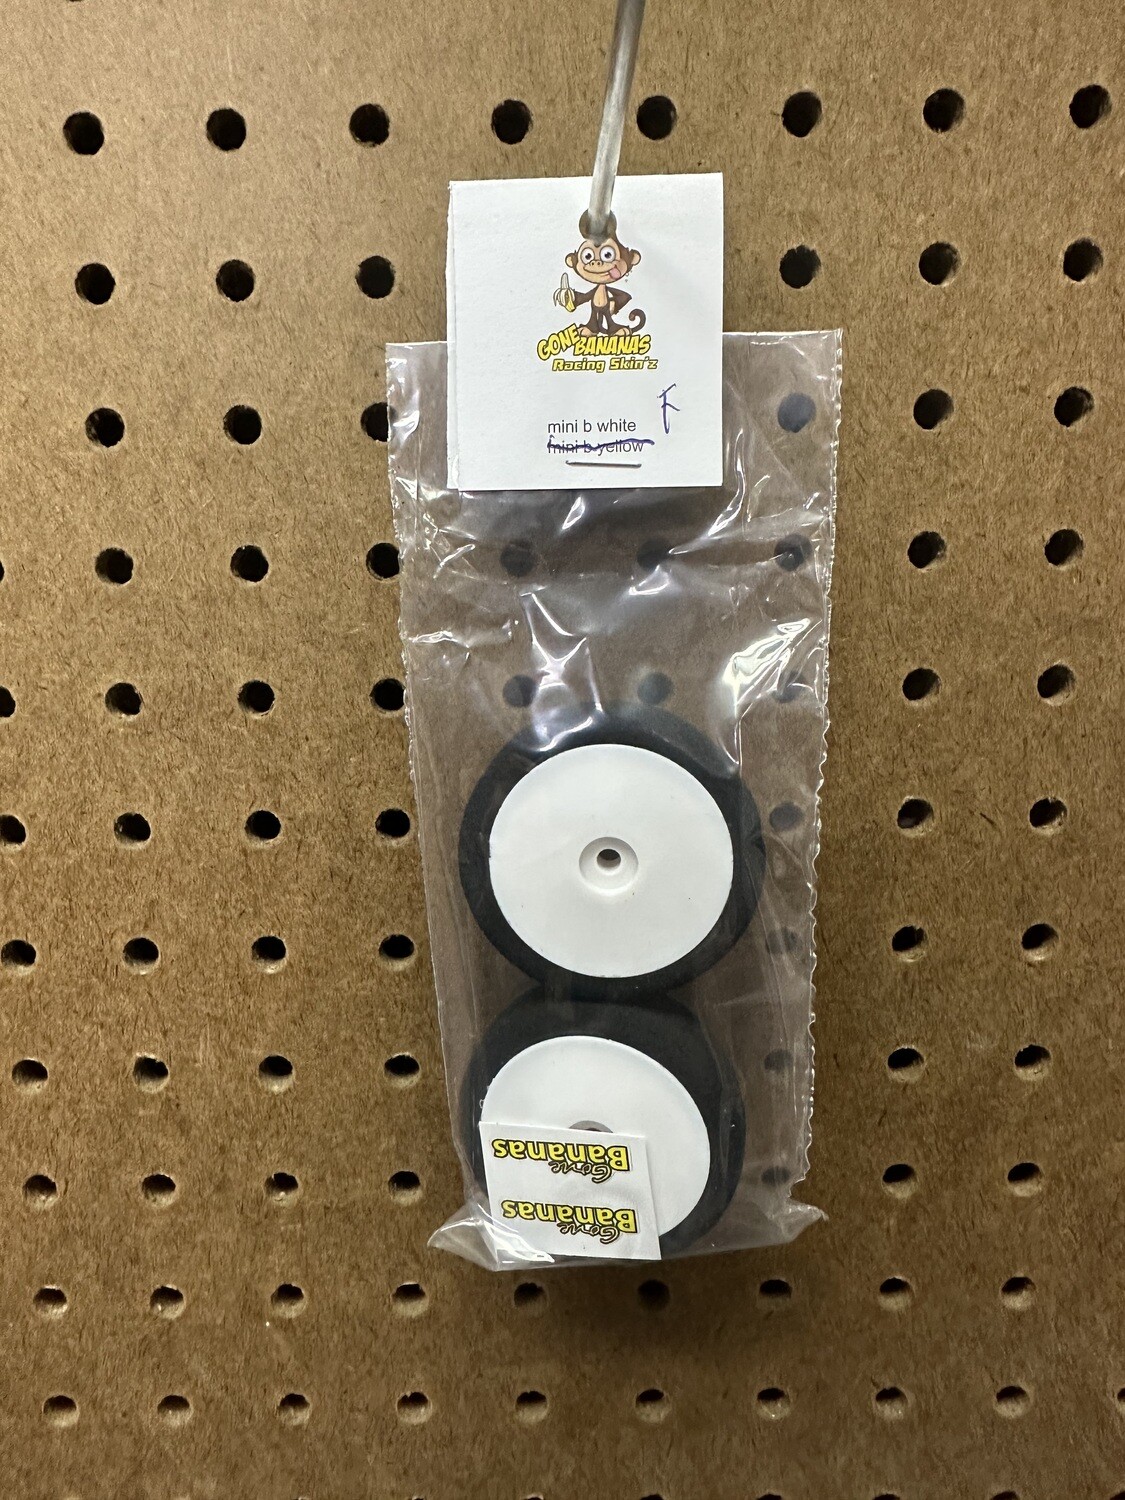 GONE
BANANAS
Racing Skin'z
F
mini b white
mini b yellow
Gone
Bananas
Gone
Bananas